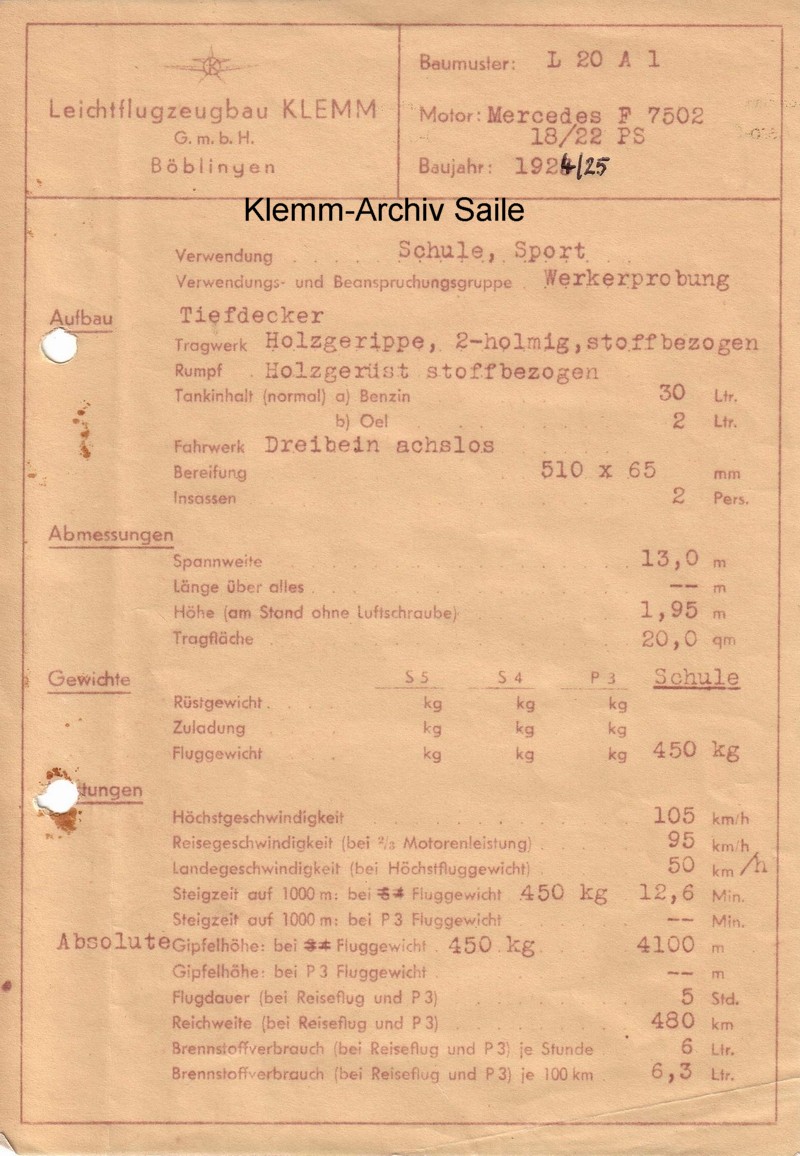 K
Leichtflugzeugbau KLEMM
G. m. b. H.
Böblingen
Baumuster: L 20 A 1
Motor: Mercedes F 7502
18/22 PS
Baujahr: 1924/25
Klemm-Archiv Saile
Verwendung . . . . . Schule, Sport
Verwendungs- und Beanspruchungsgruppe . Werkerprobung
Aufbau Tiefdecker
Tragwerk Holzgerippe, 2-holmig, stoffbezogen
Rumpf . Holzgerüst stoffbezogen
Tankinhalt (normal) a) Benzin 30 Ltr.
b) Oel 2 Ltr.
Fahrwerk Dreibein achslos
Bereifung 510 x 65 mm
Insassen 2 Pers.
Abmessungen
Spannweite 13,0 m
Länge über alles -- m
Höhe (am Stand ohne Luftschraube) 1,95 m
Tragfläche 20,0 qm
Gewichte S 5 S 4 P 3 Schule
Rüstgewicht kg kg kg
Zuladung kg kg kg
Fluggewicht kg kg kg 450 kg
tungen
Höchstgeschwindigkeit 105 km/h
Reisegeschwindigkeit (bei 2/3 Motorenleistung) 95 km/h
Landegeschwindigkeit (bei Höchstfluggewicht) 50 km /h
Steigzeit auf 1000 m: bei Fluggewicht 450 kg 12,6 Min.
Steigzeit auf 1000 m: bei P 3 Fluggewicht -- Min.
Absolute Gipfelhöhe: bei Fluggewicht . 450 kg 4100 m
Gipfelhähe: bei P 3 Fluggewicht -- m
Flugdauer (bei Reiseflug und P 3) 5 Std.
Reichweite (bei Reiseflug und P 3) 480 km
Brennstoffverbrauch (bei Reiseflug und P 3) je Stunde 6 Ltr.
Brennstoffverbrauch (bei Reiseflug und P 3) je 100 km 6,3 Ltr.